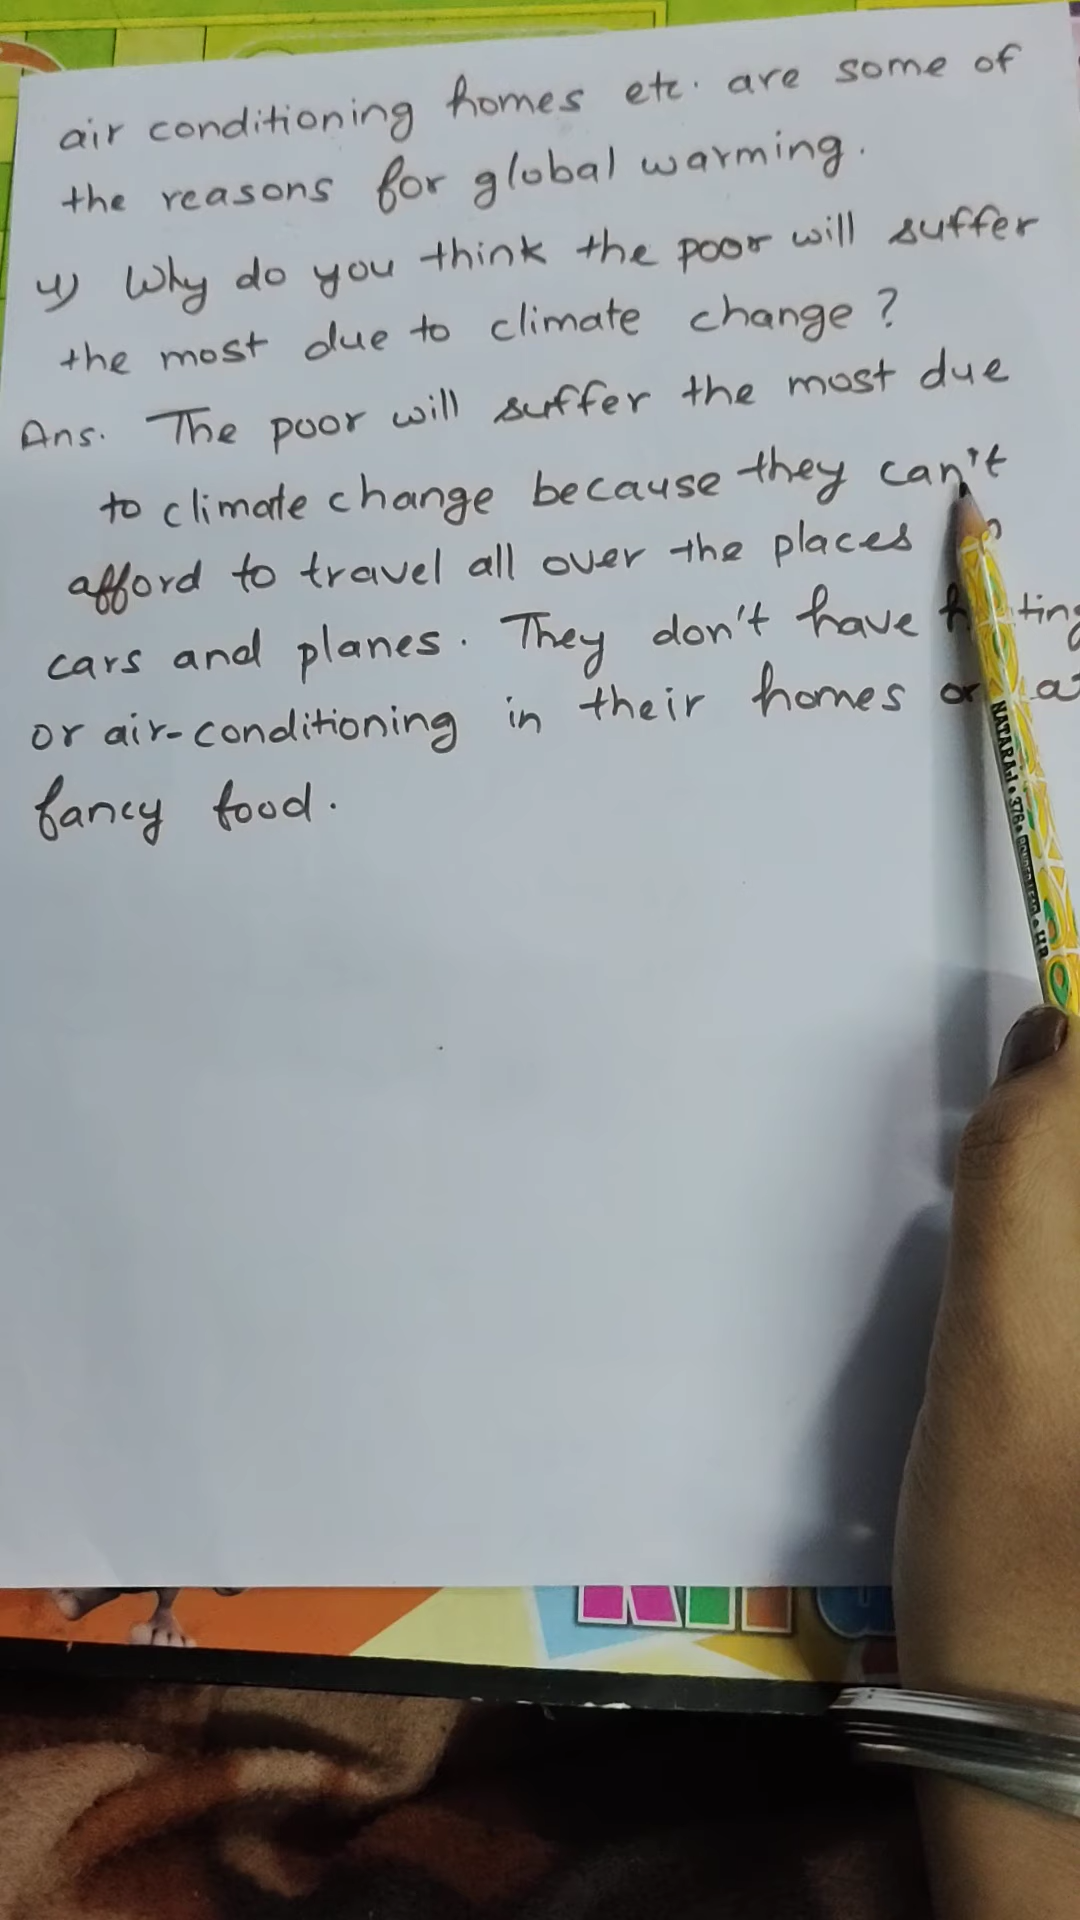 air conditioning homes etc. are some of
the reasons for global warming.
4) Why do you think the poor will suffer
the most due to climate change?
Ans. The poor will suffer the most due
to climate change because they can't
afford to travel all over the places
cars and planes. They don't have
or air-conditioning in their homes or
fancy food.
NATARAJ • 376 •